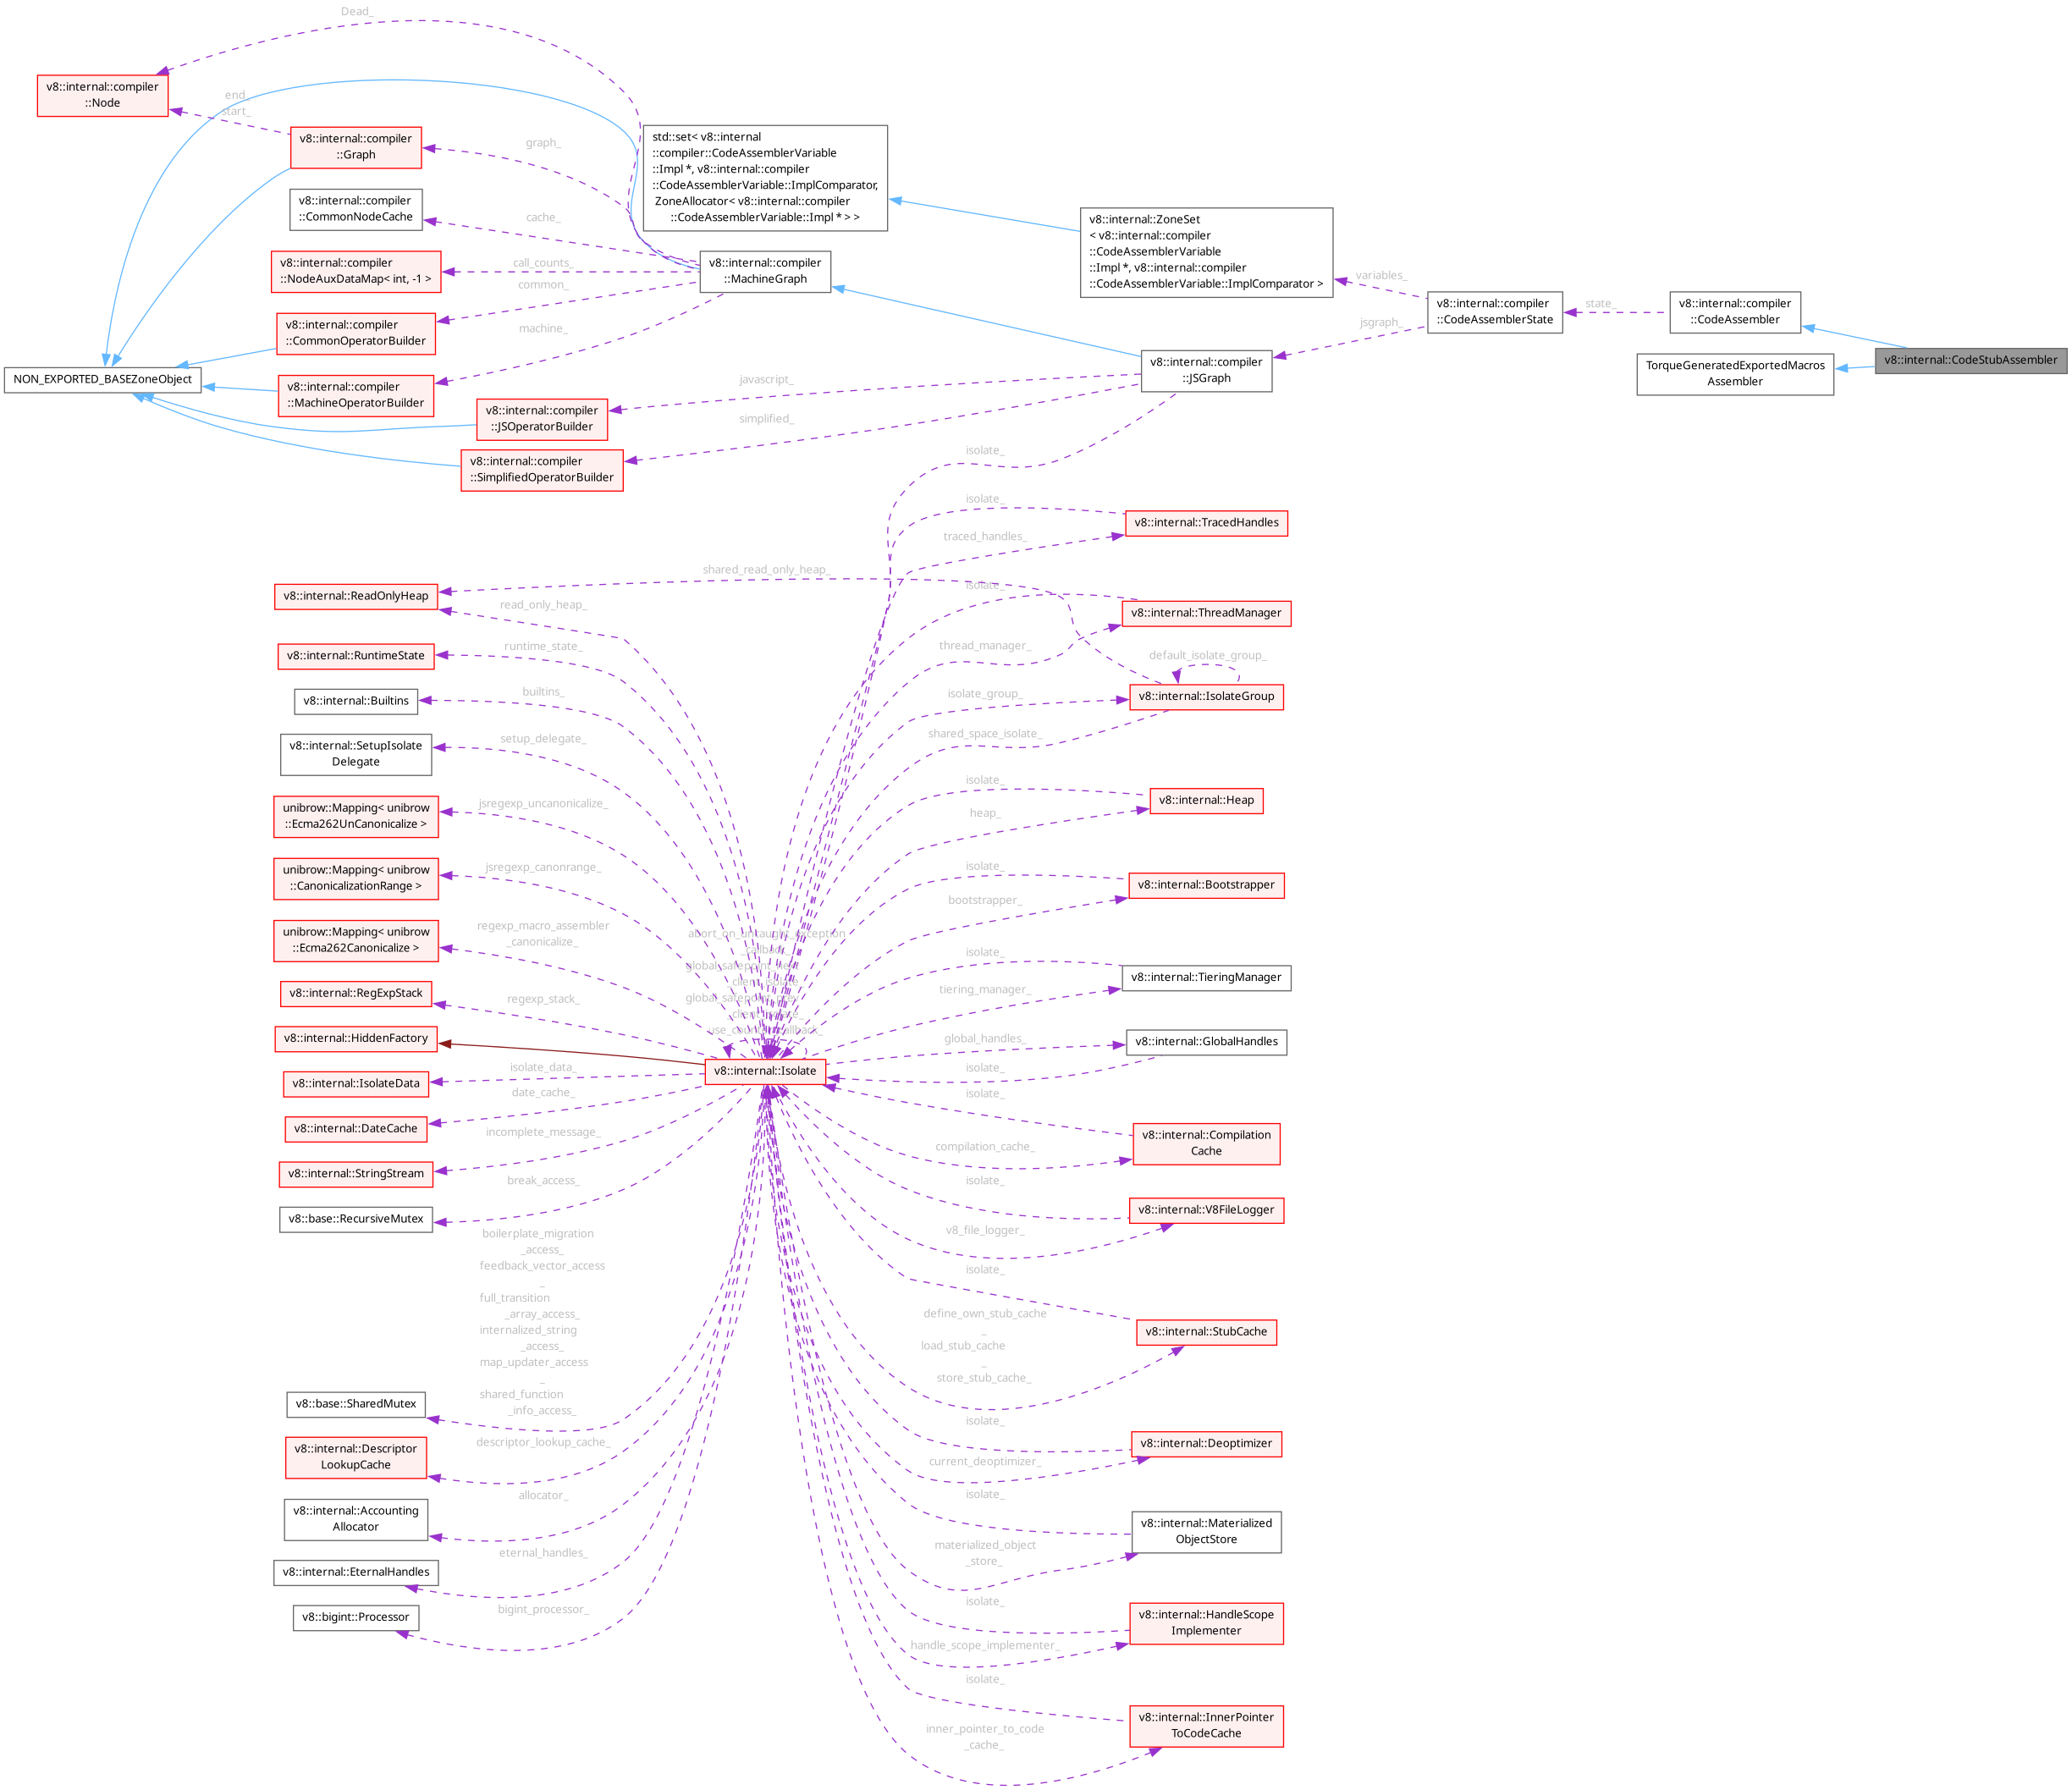 Dead_
v8::internal::compiler
::Node
end_
start_
v8::internal::compiler
::Graph
graph_
v8::internal::compiler
::CommonNodeCache
cache_
v8::internal::compiler
::NodeAuxDataMap< int, -1 >
call_counts_
common_
v8::internal::compiler
::CommonOperatorBuilder
machine_
NON_EXPORTED_BASEZoneObject
v8::internal::compiler
::MachineOperatorBuilder
v8::internal::compiler
::JSOperatorBuilder
v8::internal::compiler
::SimplifiedOperatorBuilder
std::set< v8::internal
::compiler::CodeAssemblerVariable
::Impl *, v8::internal::compiler
::CodeAssemblerVariable::ImplComparator,
ZoneAllocator< v8::internal::compiler
::CodeAssemblerVariable::Impl * > >
v8::internal::compiler
::MachineGraph
javascript_
simplified_
isolate_
v8::internal::ZoneSet
< v8::internal::compiler
::CodeAssemblerVariable
::Impl *, v8::internal::compiler
::CodeAssemblerVariable::ImplComparator >
v8::internal::compiler
::JSGraph
variables_
jsgraph_
v8::internal::compiler
::CodeAssemblerState
state_
v8::internal::compiler
::CodeAssembler
TorqueGeneratedExportedMacros
Assembler
v8::internal::CodeStubAssembler
isolate_
v8::internal::TracedHandles
traced_handles_
shared_read_only_heap_
isolate_
v8::internal::ReadOnlyHeap
read_only_heap_
v8::internal::ThreadManager
v8::internal::RuntimeState
runtime_state_
thread_manager_
default_isolate_group_
v8::internal::Builtins
builtins_
isolate_group_
v8::internal::IsolateGroup
v8::internal::SetupIsolate
Delegate
setup_delegate_
shared_space_isolate_
unibrow::Mapping< unibrow
::Ecma262UnCanonicalize >
jsregexp_uncanonicalize_
isolate_
v8::internal::Heap
heap_
unibrow::Mapping< unibrow
::CanonicalizationRange >
jsregexp_canonrange_
isolate_
v8::internal::Bootstrapper
bootstrapper_
unibrow::Mapping< unibrow
::Ecma262Canonicalize >
regexp_macro_assembler
_canonicalize_
abort_on_uncaught_exception
_callback_
global_safepoint_next
_client_isolate_
global_safepoint_prev
_client_isolate_
use_counter_callback_
isolate_
v8::internal::TieringManager
tiering_manager_
v8::internal::RegExpStack
regexp_stack_
v8::internal::HiddenFactory
global_handles_
v8::internal::GlobalHandles
isolate_
v8::internal::Isolate
v8::internal::IsolateData
isolate_data_
date_cache_
v8::internal::DateCache
isolate_
v8::internal::Compilation
Cache
compilation_cache_
incomplete_message_
v8::internal::StringStream
break_access_
v8::base::RecursiveMutex
isolate_
v8::internal::V8FileLogger
v8_file_logger_
boilerplate_migration
_access_
feedback_vector_access
_
full_transition
_array_access_
internalized_string
_access_
map_updater_access
_
shared_function
_info_access_
v8::base::SharedMutex
isolate_
v8::internal::StubCache
define_own_stub_cache
_
load_stub_cache
_
store_stub_cache_
v8::internal::Descriptor
LookupCache
descriptor_lookup_cache_
isolate_
v8::internal::Deoptimizer
current_deoptimizer_
v8::internal::Accounting
Allocator
allocator_
isolate_
v8::internal::Materialized
ObjectStore
materialized_object
_store_
v8::internal::EternalHandles
eternal_handles_
v8::bigint::Processor
bigint_processor_
isolate_
v8::internal::HandleScope
Implementer
handle_scope_implementer_
isolate_
v8::internal::InnerPointer
ToCodeCache
inner_pointer_to_code
_cache_